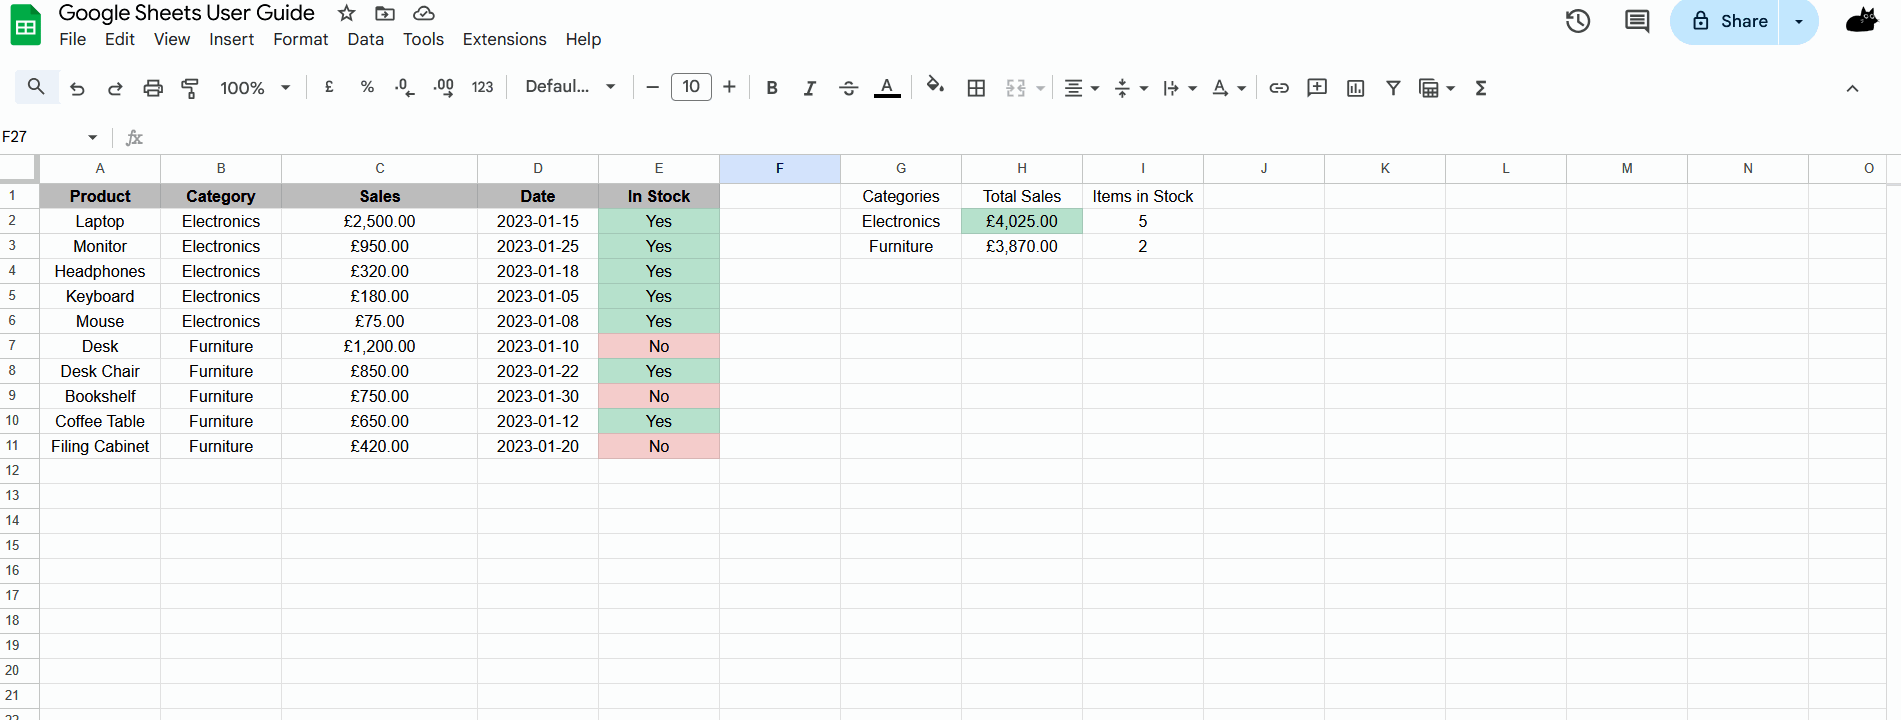 Google Sheets User Guide
File Edit View Insert Format Data Tools Extensions Help
Share
100% £ % .0 .00 123 Defaul... 10 B I A A Σ
F27 fx
A B C D E F G H I J K L M N O
1 Product Category Sales Date In Stock Categories Total Sales Items in Stock
2 Laptop Electronics £2,500.00 2023-01-15 Yes Electronics £4,025.00 5
3 Monitor Electronics £950.00 2023-01-25 Yes Furniture £3,870.00 2
4 Headphones Electronics £320.00 2023-01-18 Yes
5 Keyboard Electronics £180.00 2023-01-05 Yes
6 Mouse Electronics £75.00 2023-01-08 Yes
7 Desk Furniture £1,200.00 2023-01-10 No
8 Desk Chair Furniture £850.00 2023-01-22 Yes
9 Bookshelf Furniture £750.00 2023-01-30 No
10 Coffee Table Furniture £650.00 2023-01-12 Yes
11 Filing Cabinet Furniture £420.00 2023-01-20 No
12
13
14
15
16
17
18
19
20
21
22